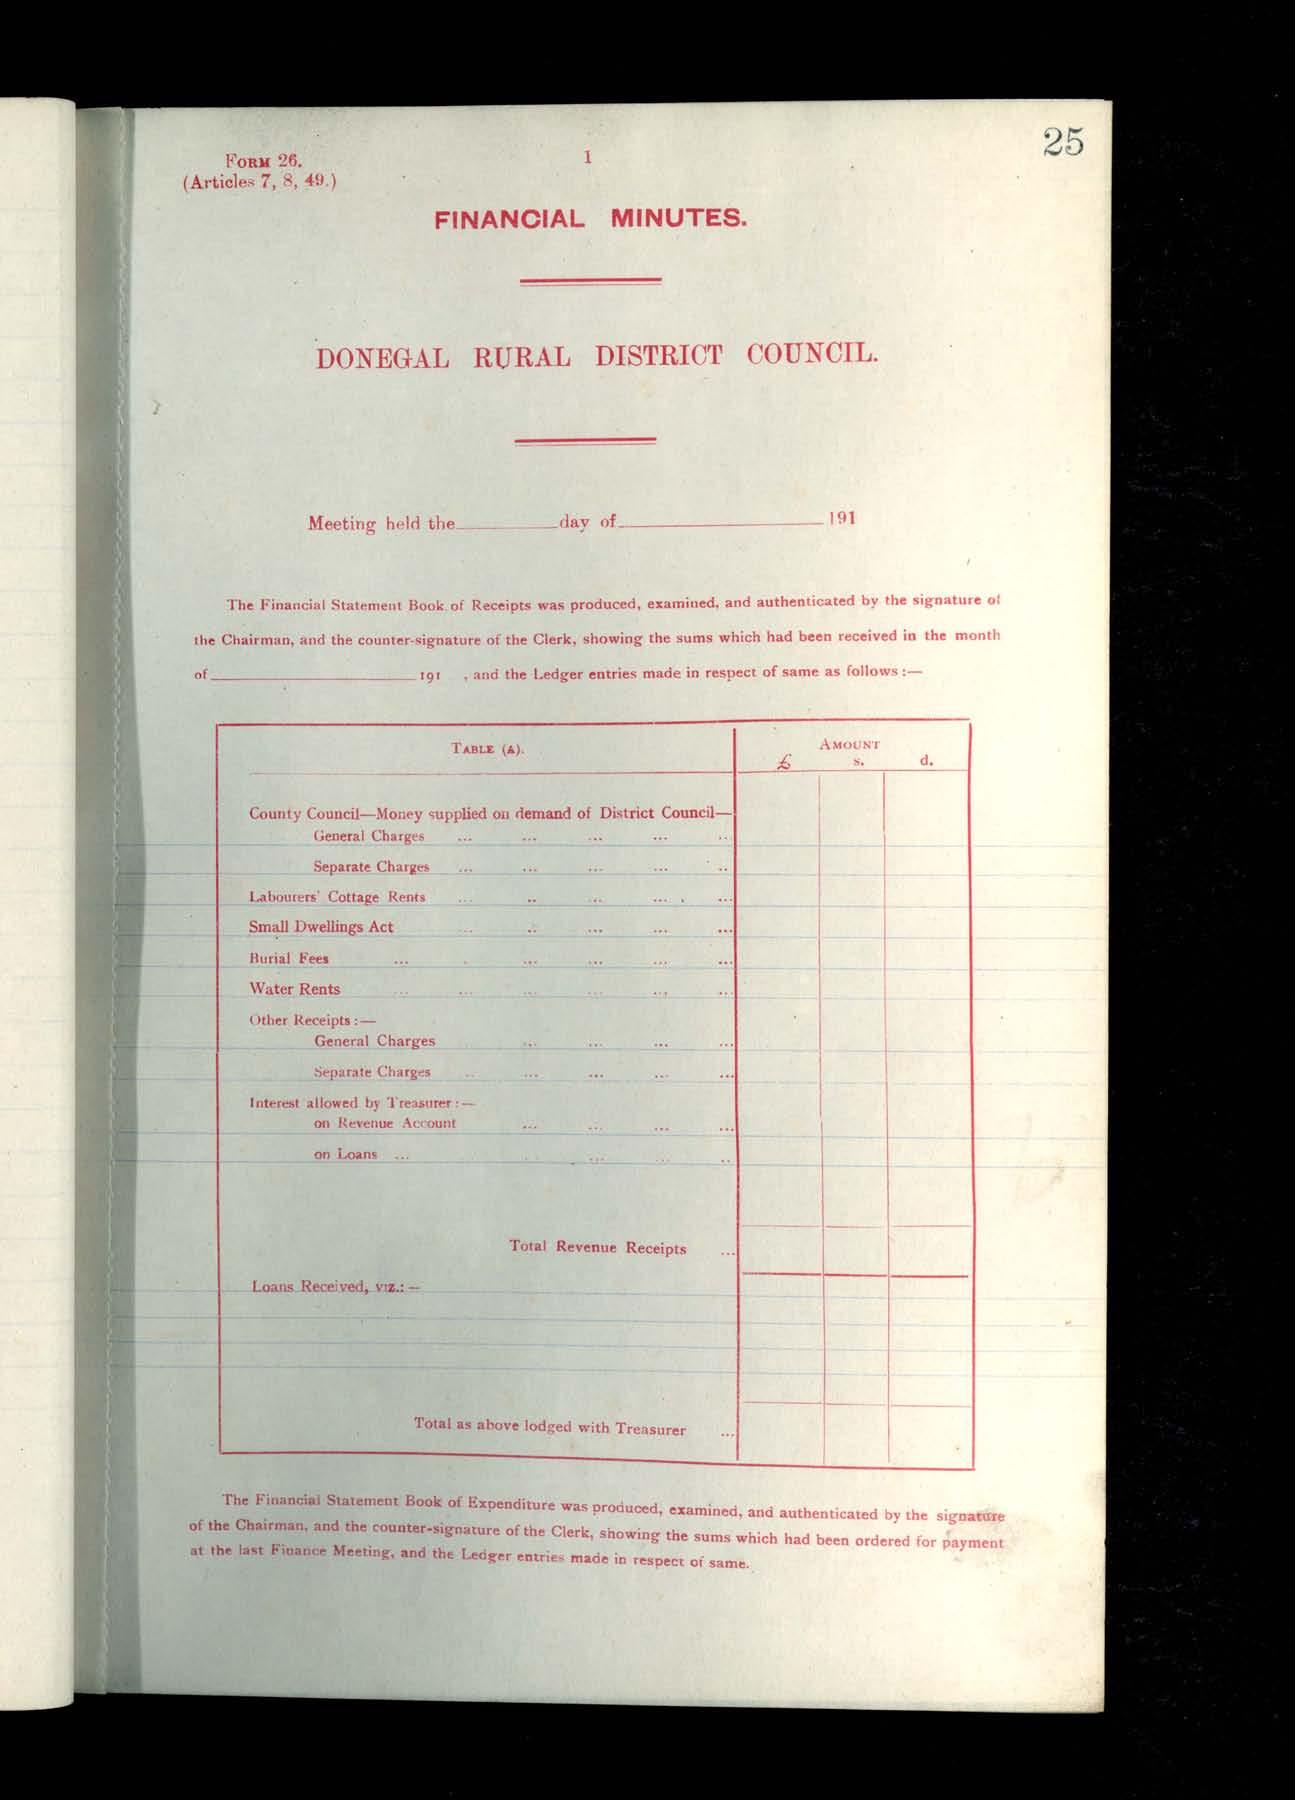 25
FORM 26.
1
(Articles 7, 8, 49.)
FINANCIAL MINUTES.
DONEGAL RURAL DISTRICT COUNCIL.
Meeting held the day of 191
The Financial Statement Book of Receipts was produced, examined, and authenticated by the signature of
the Chairman, and the counter-signature of the Clerk, showing the sums which had been received in the month
of 191 , and the Ledger entries made in respect of same as follows :—
TABLE (A).
AMOUNT
£ s. d.
County Council—Money supplied on demand of District Council—
General Charges ... ... ... ... ...
Separate Charges ... ... ... ... ..
Labourers' Cottage Rents ... .. ... ... ...
Small Dwellings Act ... .. ... ... ...
Burial Fees ... . ... ... ... ...
Water Rents ... ... ... ... ... ...
Other Receipts :—
General Charges ... ... ... ...
Separate Charges .. ... ... ... ...
Interest allowed by Treasurer :—
on Revenue Account ... ... ... ...
on Loans ... ... ... ..
Total Revenue Receipts ...
Loans Received, viz.: —
Total as above lodged with Treasurer ...
The Financial Statement Book of Expenditure was produced, examined, and authenticated by the signature
of the Chairman, and the counter-signature of the Clerk, showing the sums which had been ordered for payment
at the last Finance Meeting, and the Ledger entries made in respect of same.